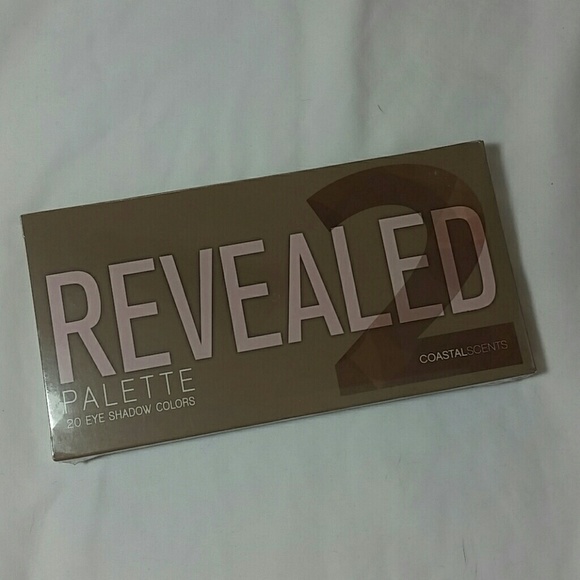 REVEALED
2
PALETTE
20 EYE SHADOW COLORS
COASTALSCENTS